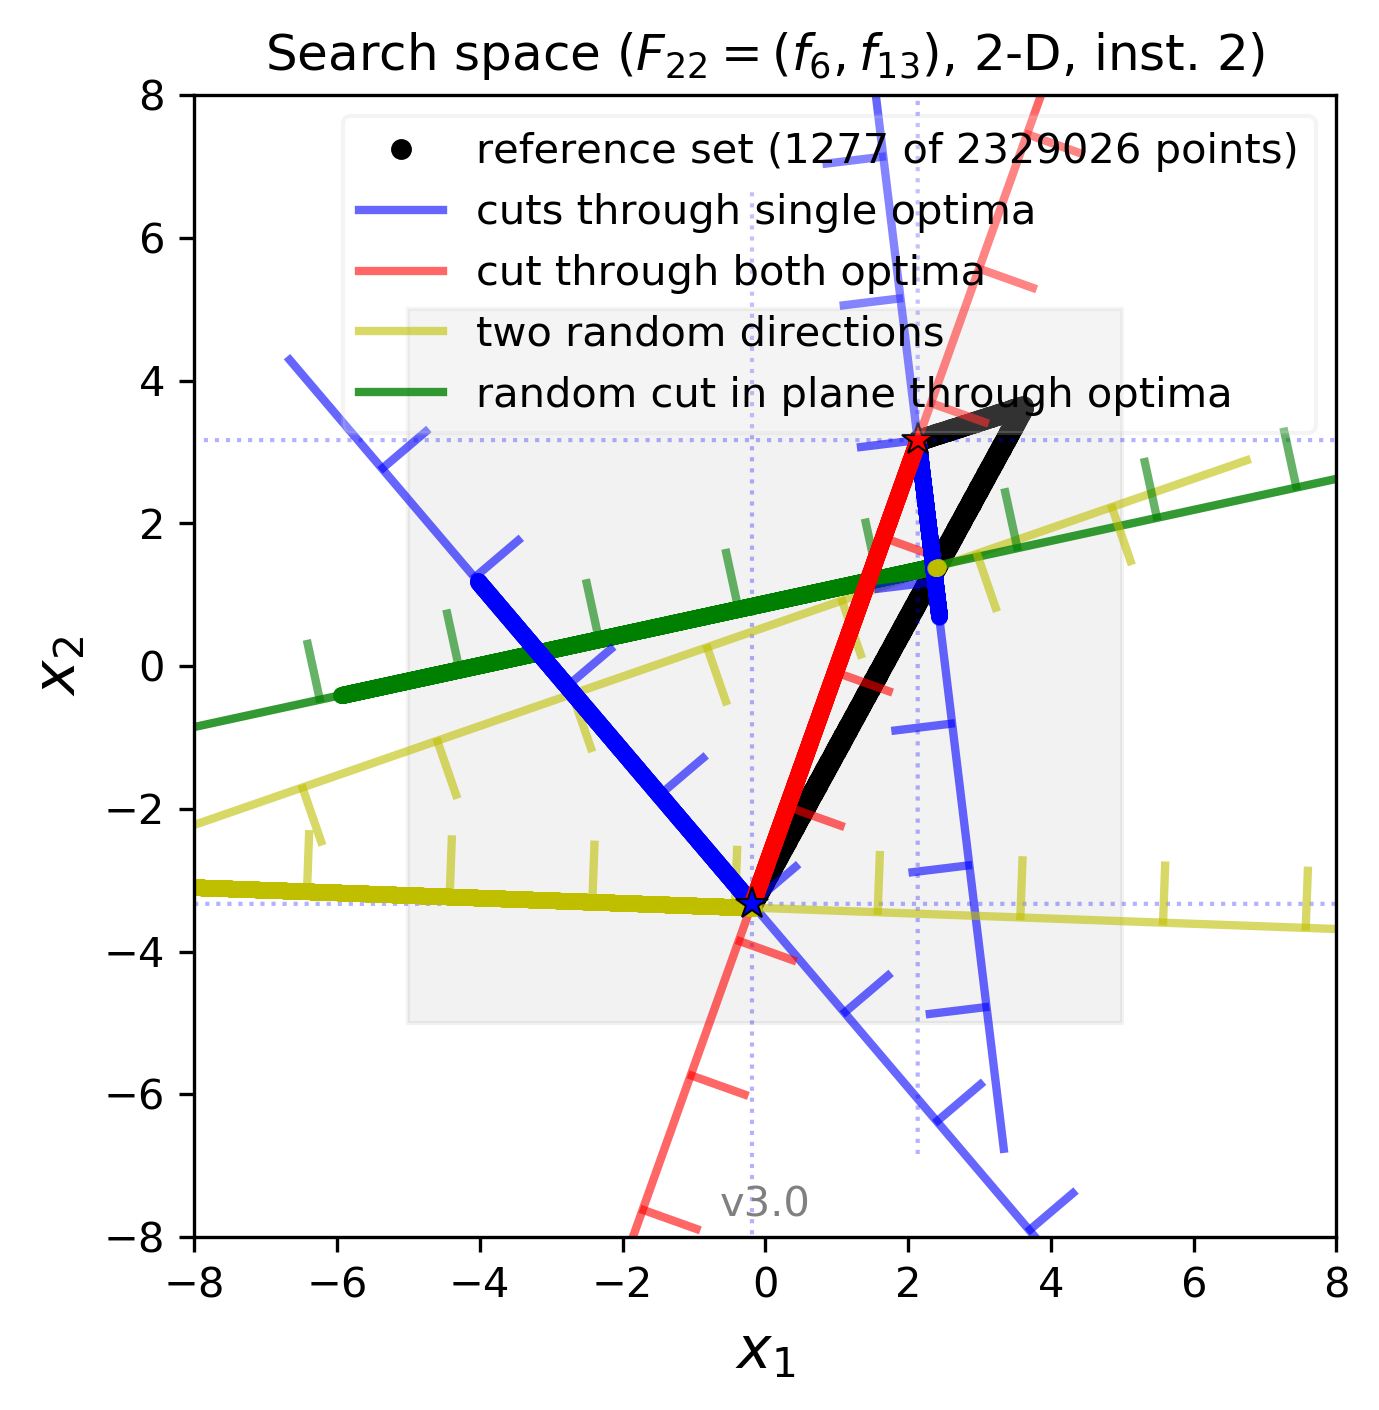 Search space (F₂₂ = (f₆, f₁₃), 2-D, inst. 2)
8
6
4
2
0
−2
−4
−6
−8
x₂
reference set (1277 of 2329026 points)
cuts through single optima
cut through both optima
two random directions
random cut in plane through optima
v3.0
−8 −6 −4 −2 0 2 4 6 8
x₁